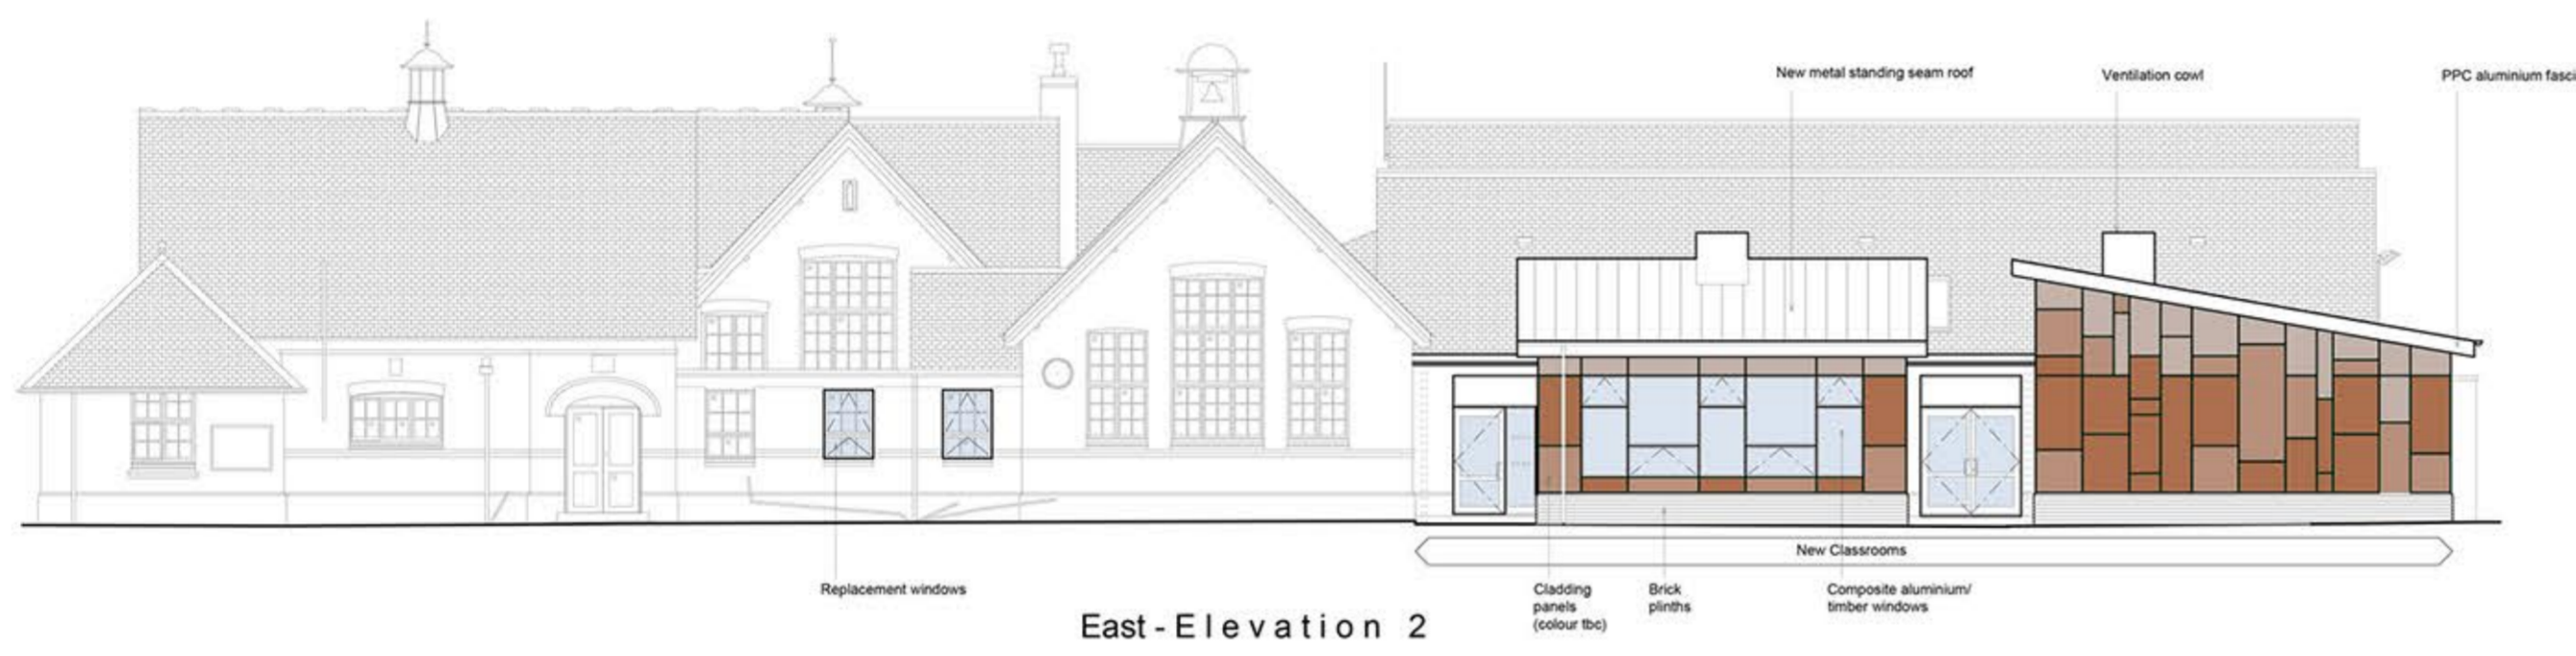 New metal standing seam roof
Ventilation cowl
PPC aluminium fasci
New Classrooms
Replacement windows
Cladding
panels
(colour tbc)
Brick
plinths
Composite aluminium/
timber windows
East - Elevation 2